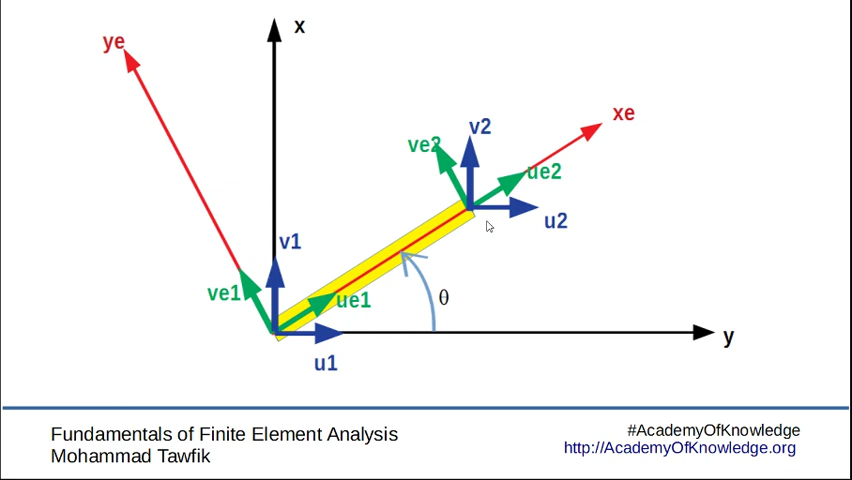 x
ye
xe
v2
ve2
ue2
u2
v1
ve1
ue1
θ
u1
y
Fundamentals of Finite Element Analysis
Mohammad Tawfik
#AcademyOfKnowledge
http://AcademyOfKnowledge.org